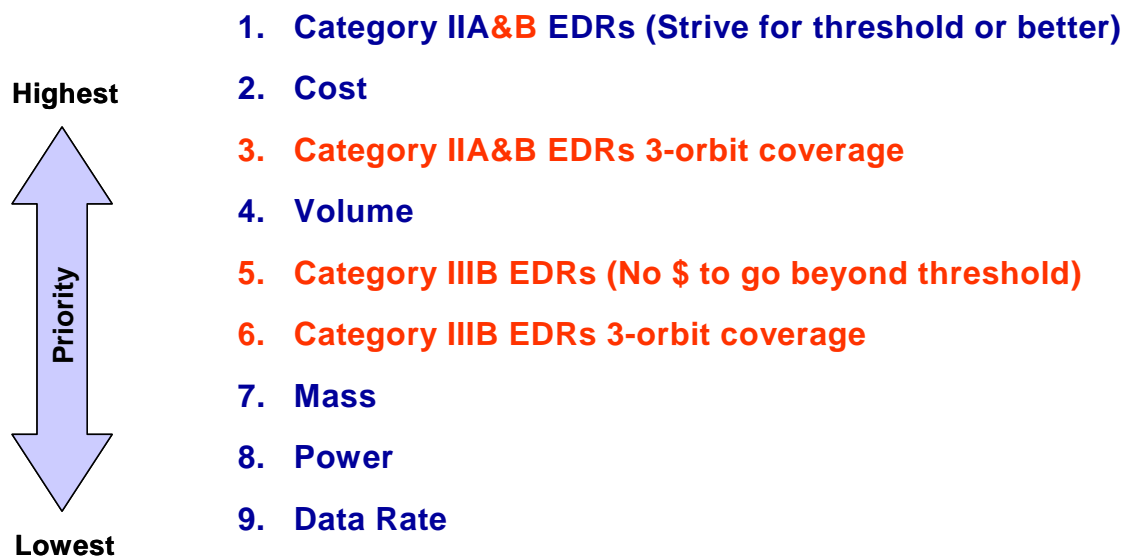 1. Category IIA&B EDRs (Strive for threshold or better)
Highest
2. Cost
3. Category IIA&B EDRs 3-orbit coverage
4. Volume
Priority
5. Category IIIB EDRs (No $ to go beyond threshold)
6. Category IIIB EDRs 3-orbit coverage
7. Mass
8. Power
9. Data Rate
Lowest